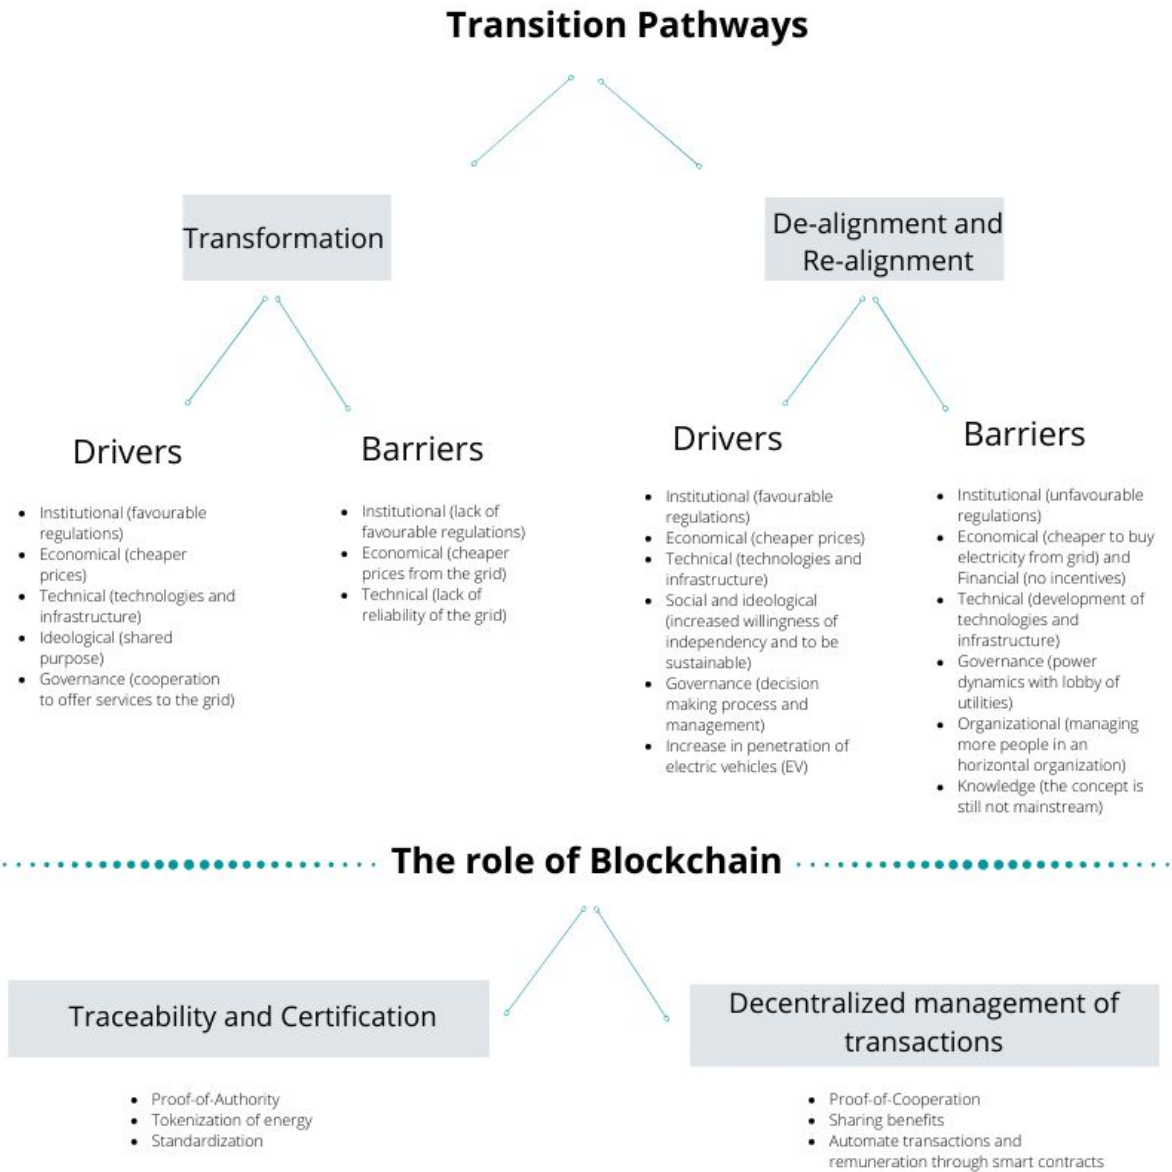 Transition Pathways
Transformation
De-alignment and
Re-alignment
Drivers
Institutional (favourable
regulations)
Economical (cheaper
prices)
Technical (technologies and
infrastructure)
Ideological (shared
purpose)
Governance (cooperation
to offer services to the grid)
Barriers
Institutional (lack of
favourable regulations)
Economical (cheaper
prices from the grid)
Technical (lack of
reliability of the grid)
Drivers
Institutional (favourable
regulations)
Economical (cheaper prices)
Technical (technologies and
infrastructure)
Social and ideological
(increased willingness of
independency and to be
sustainable)
Governance (decision
making process and
management)
Increase in penetration of
electric vehicles (EV)
Barriers
Institutional (unfavourable
regulations)
Economical (cheaper to buy
electricity from grid) and
Financial (no incentives)
Technical (development of
technologies and
infrastructure)
Governance (power
dynamics with lobby of
utilities)
Organizational (managing
more people in an
horizontal organization)
Knowledge (the concept is
still not mainstream)
The role of Blockchain
Traceability and Certification
Proof-of-Authority
Tokenization of energy
Standardization
Decentralized management of
transactions
Proof-of-Cooperation
Sharing benefits
Automate transactions and
remuneration through smart contracts